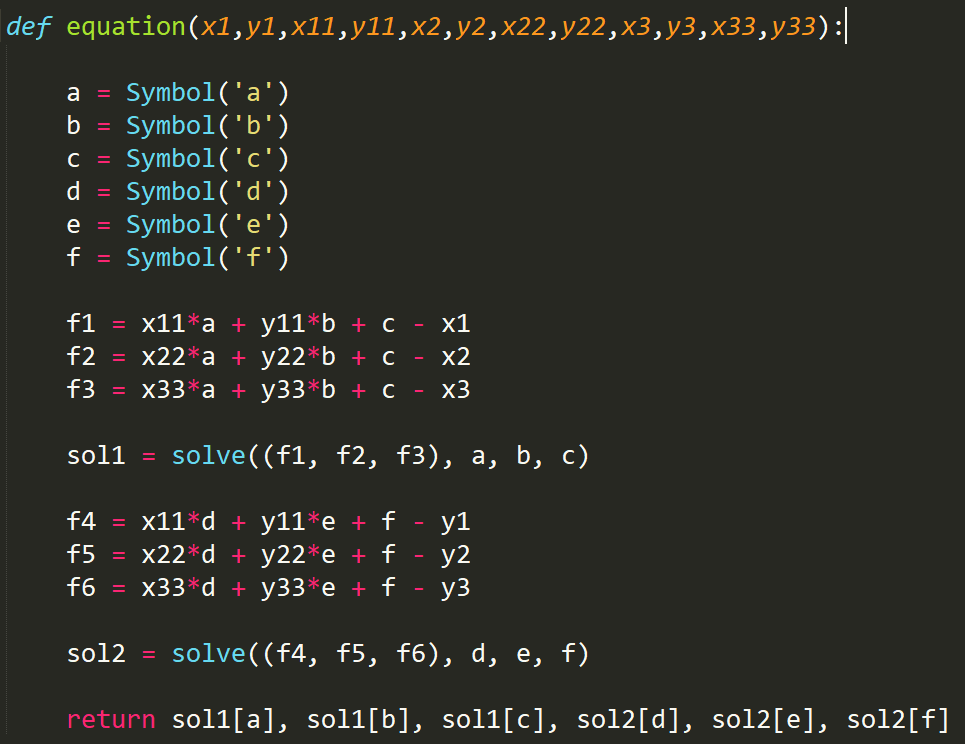 def equation(x1,y1,x11,y11,x2,y2,x22,y22,x3,y3,x33,y33):
a = Symbol('a')
b = Symbol('b')
c = Symbol('c')
d = Symbol('d')
e = Symbol('e')
f = Symbol('f')
f1 = x11*a + y11*b + c - x1
f2 = x22*a + y22*b + c - x2
f3 = x33*a + y33*b + c - x3
sol1 = solve((f1, f2, f3), a, b, c)
f4 = x11*d + y11*e + f - y1
f5 = x22*d + y22*e + f - y2
f6 = x33*d + y33*e + f - y3
sol2 = solve((f4, f5, f6), d, e, f)
return sol1[a], sol1[b], sol1[c], sol2[d], sol2[e], sol2[f]